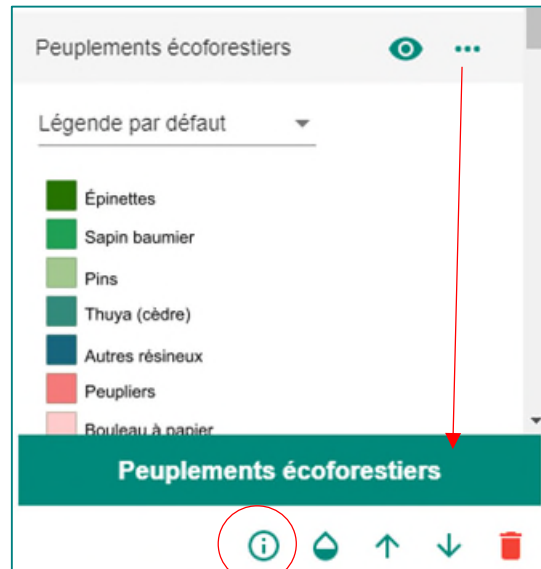 Peuplements écoforestiers
Légende par défaut
Épinettes
Sapin baumier
Pins
Thuya (cèdre)
Autres résineux
Peupliers
Bouleau à papier
Peuplements écoforestiers